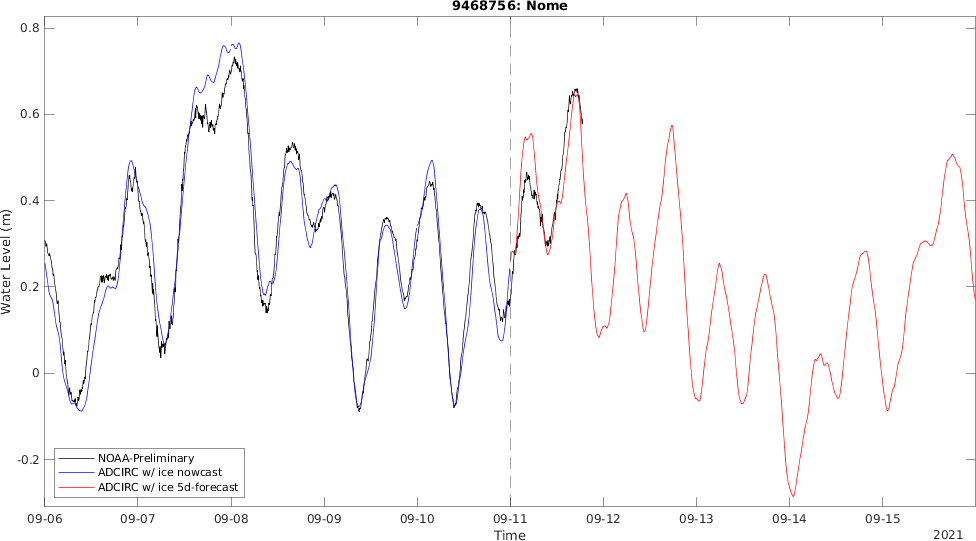 9468756: Nome
0.8
0.6
0.4
0.2
0
-0.2
Water Level (m)
NOAA-Preliminary
ADCIRC w/ ice nowcast
ADCIRC w/ ice 5d-forecast
09-06 09-07 09-08 09-09 09-10 09-11 09-12 09-13 09-14 09-15
Time
2021